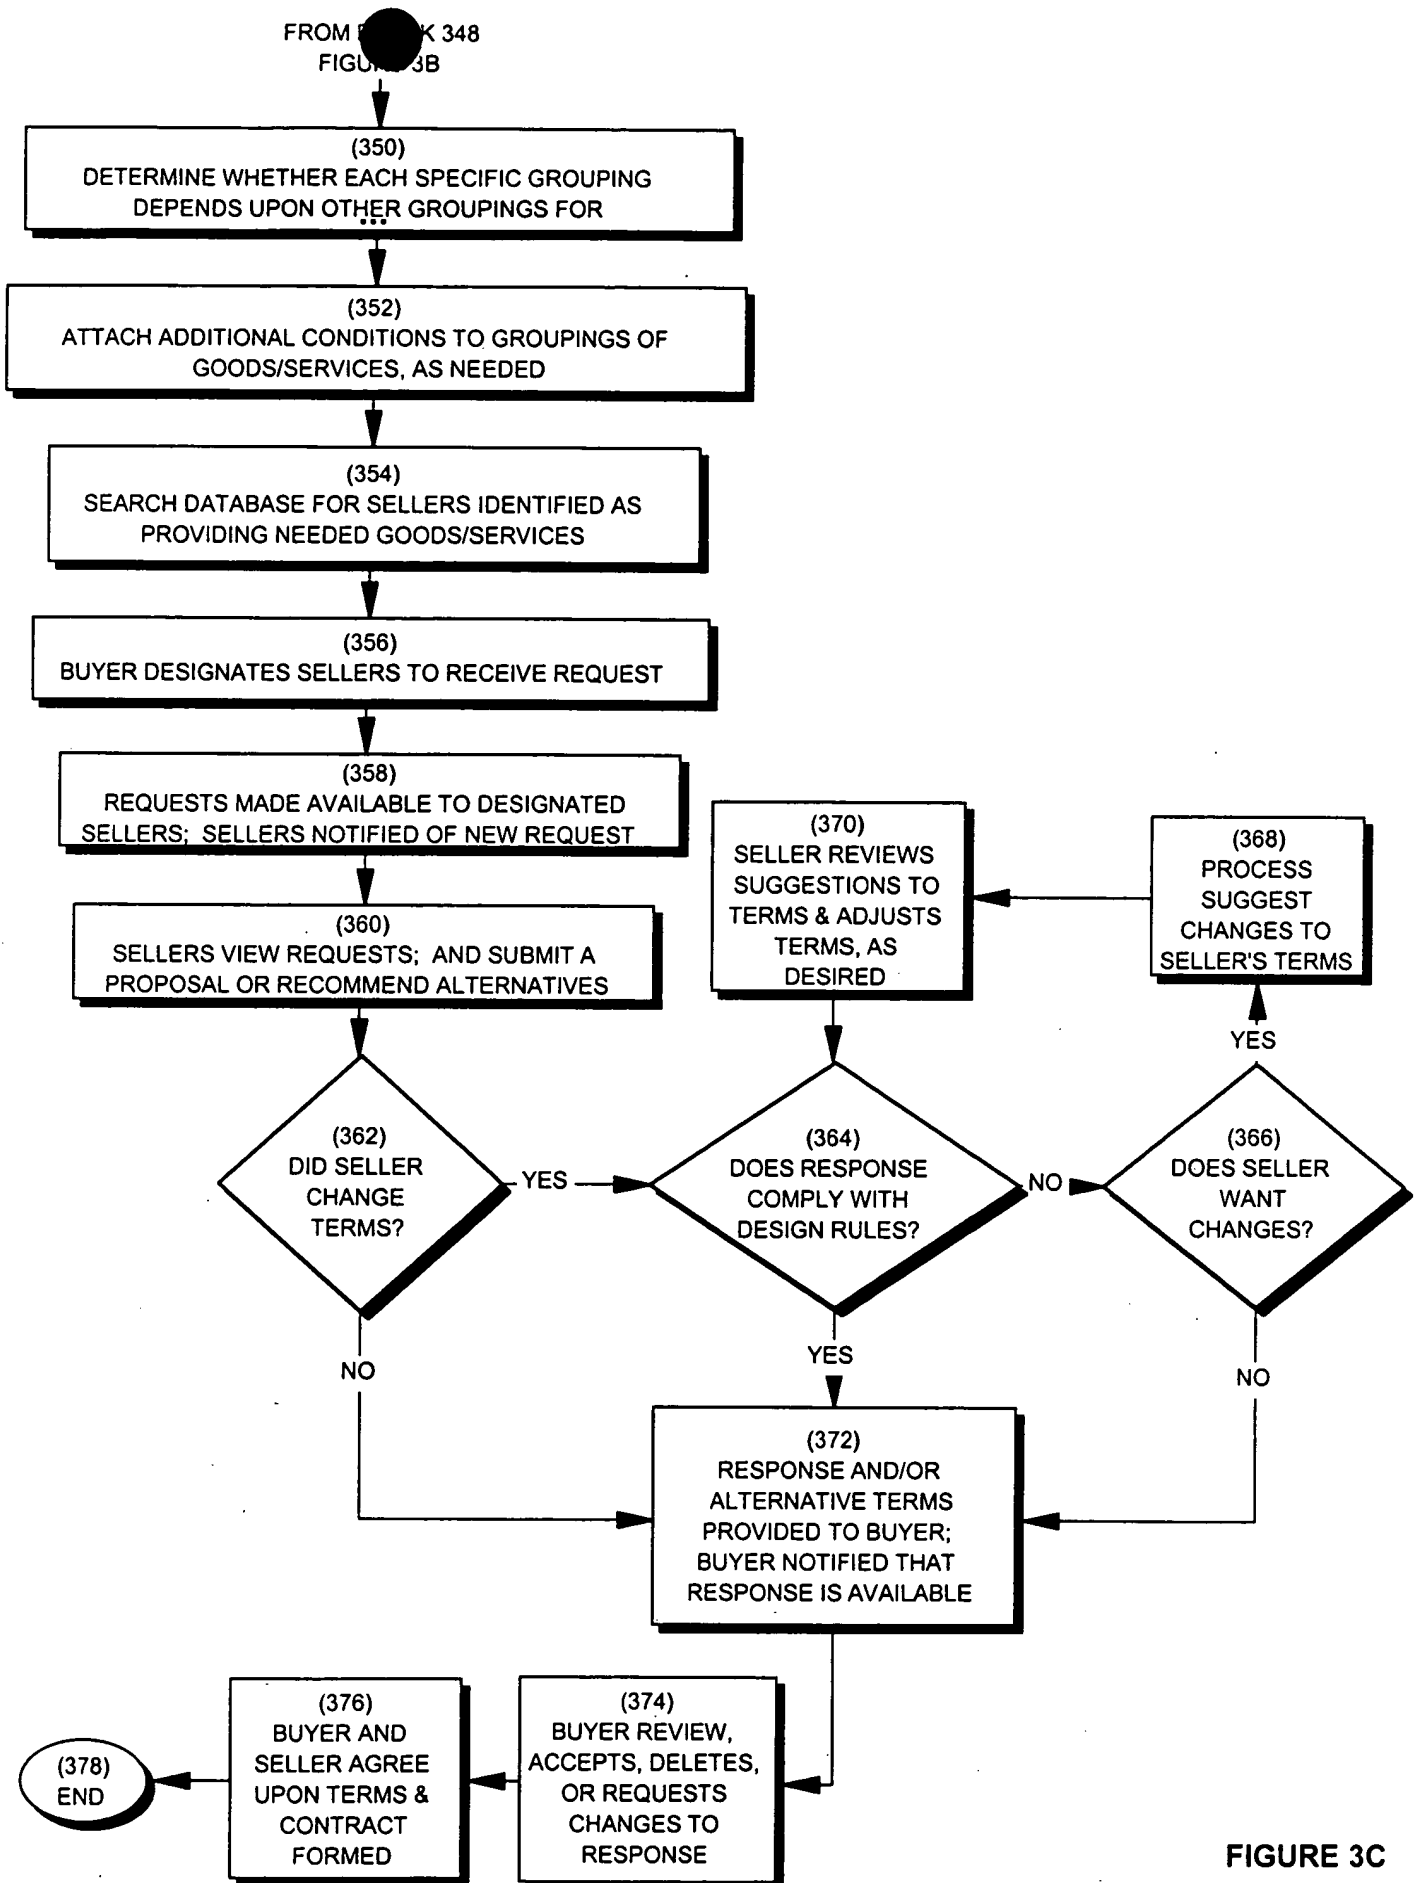 FROM K 348
3B
(350)
DETERMINE WHETHER EACH SPECIFIC GROUPING
DEPENDS UPON OTHER GROUPINGS FOR
...
(352)
ATTACH ADDITIONAL CONDITIONS TO GROUPINGS OF
GOODS/SERVICES, AS NEEDED
(354)
SEARCH DATABASE FOR SELLERS IDENTIFIED AS
PROVIDING NEEDED GOODS/SERVICES
(356)
BUYER DESIGNATES SELLERS TO RECEIVE REQUEST
(358)
REQUESTS MADE AVAILABLE TO DESIGNATED
SELLERS; SELLERS NOTIFIED OF NEW REQUEST
(360)
SELLERS VIEW REQUESTS; AND SUBMIT A
PROPOSAL OR RECOMMEND ALTERNATIVES
(370)
SELLER REVIEWS
SUGGESTIONS TO
TERMS & ADJUSTS
TERMS, AS
DESIRED
(368)
PROCESS
SUGGEST
CHANGES TO
SELLER'S TERMS
YES
(362)
DID SELLER
CHANGE
TERMS?
YES
(364)
DOES RESPONSE
COMPLY WITH
DESIGN RULES?
NO
(366)
DOES SELLER
WANT
CHANGES?
NO
YES
NO
(372)
RESPONSE AND/OR
ALTERNATIVE TERMS
PROVIDED TO BUYER;
BUYER NOTIFIED THAT
RESPONSE IS AVAILABLE
(378)
END
(376)
BUYER AND
SELLER AGREE
UPON TERMS &
CONTRACT
FORMED
(374)
BUYER REVIEW,
ACCEPTS, DELETES,
OR REQUESTS
CHANGES TO
RESPONSE
FIGURE 3C